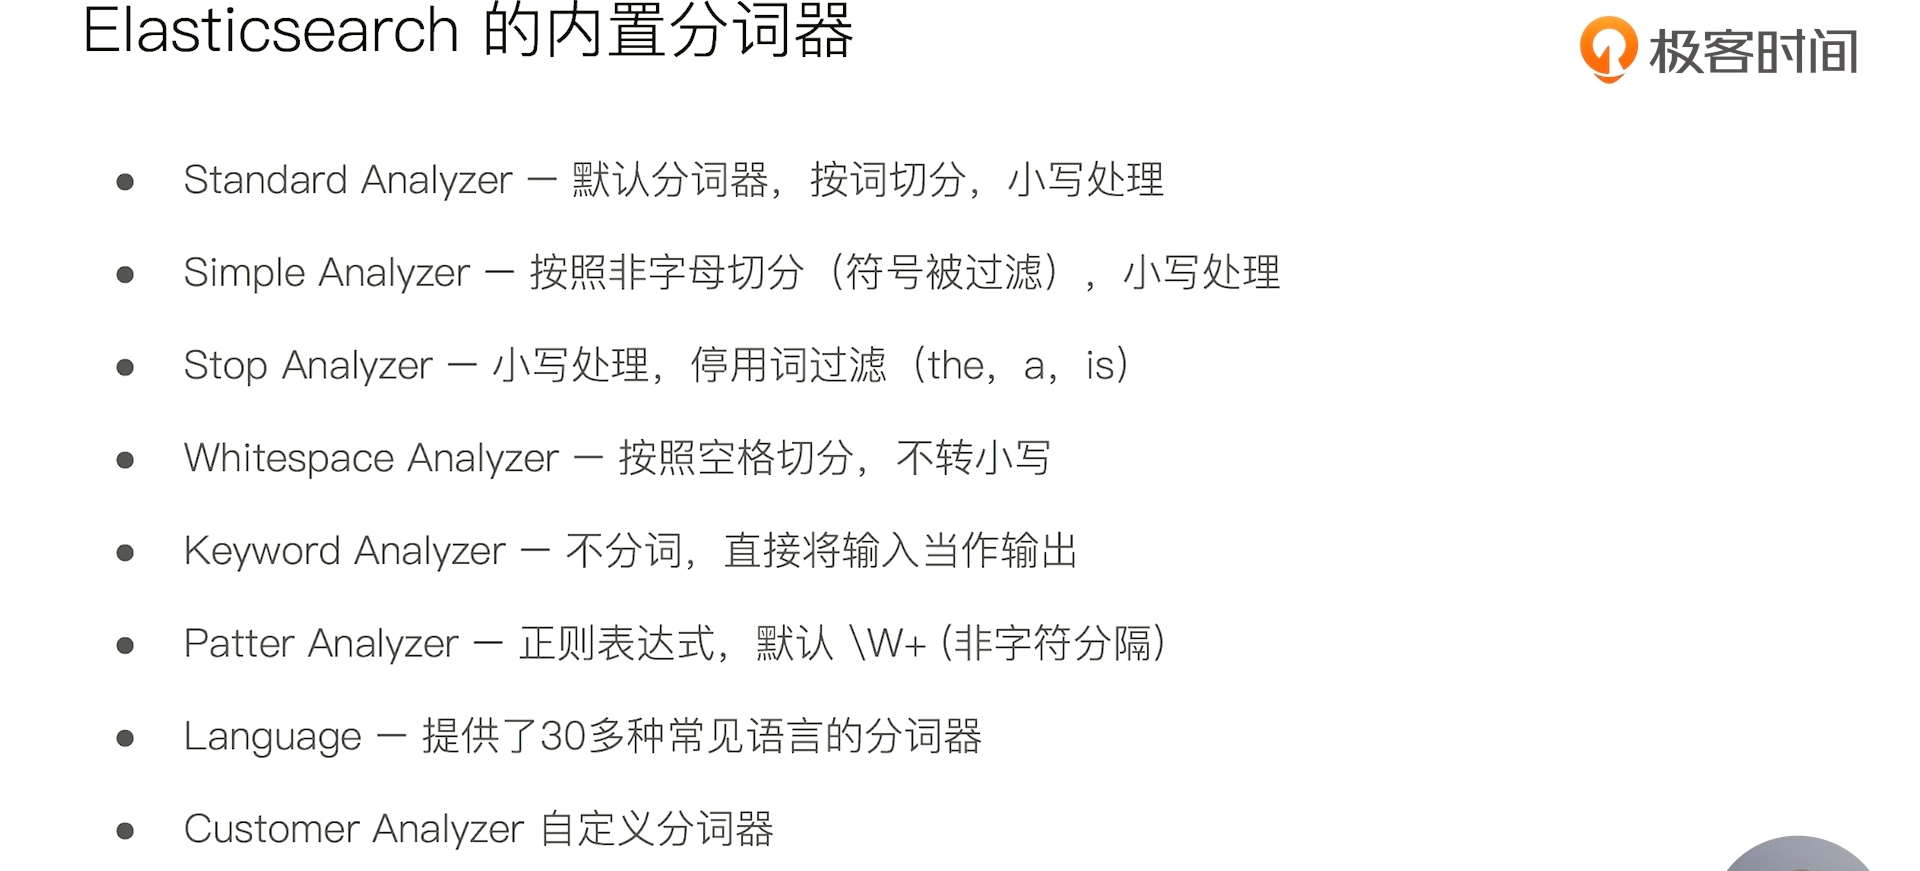 Elasticsearch 的内置分词器
极客时间
Standard Analyzer — 默认分词器，按词切分，小写处理
Simple Analyzer — 按照非字母切分（符号被过滤），小写处理
Stop Analyzer — 小写处理，停用词过滤（the，a，is）
Whitespace Analyzer — 按照空格切分，不转小写
Keyword Analyzer — 不分词，直接将输入当作输出
Patter Analyzer — 正则表达式，默认 \W+ (非字符分隔)
Language — 提供了30多种常见语言的分词器
Customer Analyzer 自定义分词器